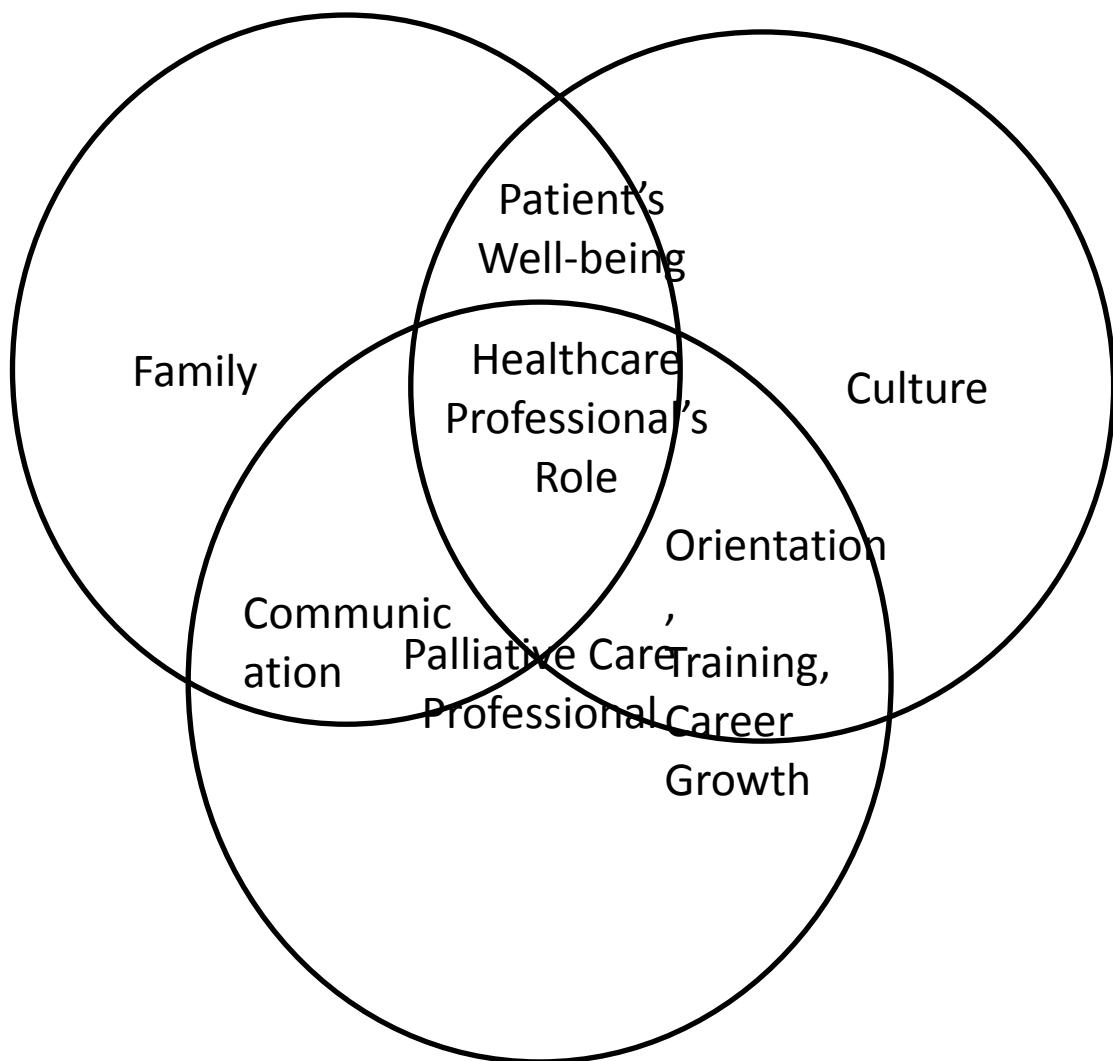 Patient’s
Well-being
Family
Healthcare
Professional’s
Role
Culture
Communic
ation
Palliative Care
Professional
Orientation
,
Training,
Career
Growth